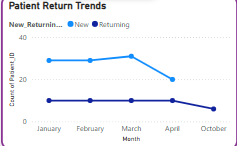 Patient Return Trends
New_Returnin... New Returning
40
20
0
Count of Patient_ID
January February March April October
Month